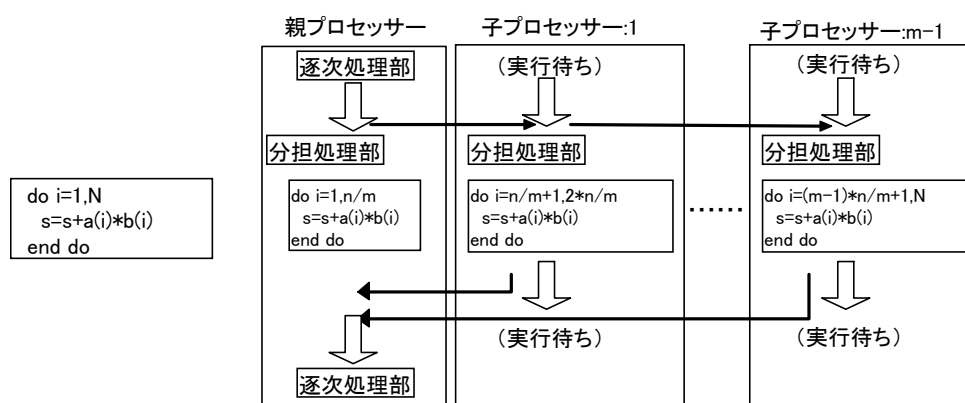 親プロセッサー
子プロセッサー:1
子プロセッサー:m-1
逐次処理部
(実行待ち)
(実行待ち)
分担処理部
分担処理部
分担処理部
do i=1,N
s=s+a(i)*b(i)
end do
do i=1,n/m
s=s+a(i)*b(i)
end do
do i=n/m+1,2*n/m
s=s+a(i)*b(i)
end do
……
do i=(m-1)*n/m+1,N
s=s+a(i)*b(i)
end do
(実行待ち)
(実行待ち)
逐次処理部